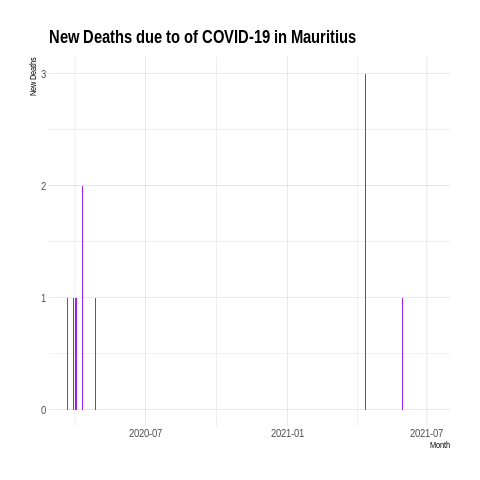 New Deaths due to of COVID-19 in Mauritius
New Deaths
3
2
1
0
2020-07
2021-01
2021-07
Month